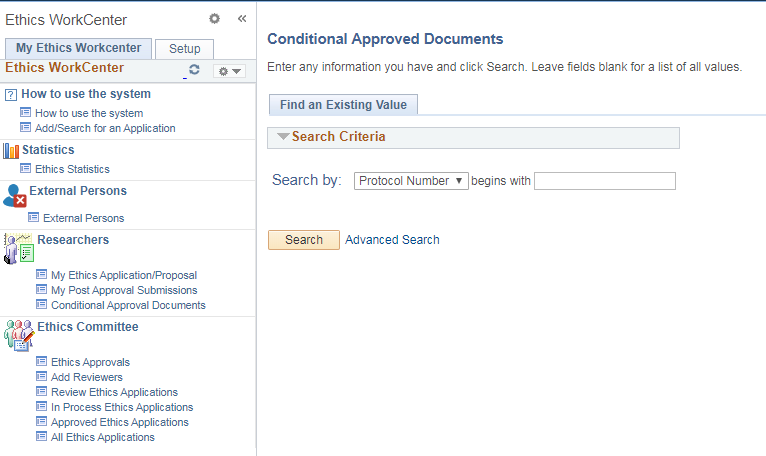 Ethics WorkCenter
My Ethics Workcenter
Setup
Ethics WorkCenter
How to use the system
How to use the system
Add/Search for an Application
Statistics
Ethics Statistics
External Persons
External Persons
Researchers
My Ethics Application/Proposal
My Post Approval Submissions
Conditional Approval Documents
Ethics Committee
Ethics Approvals
Add Reviewers
Review Ethics Applications
In Process Ethics Applications
Approved Ethics Applications
All Ethics Applications
Conditional Approved Documents
Enter any information you have and click Search. Leave fields blank for a list of all values.
Find an Existing Value
Search Criteria
Search by: Protocol Number begins with
Search Advanced Search